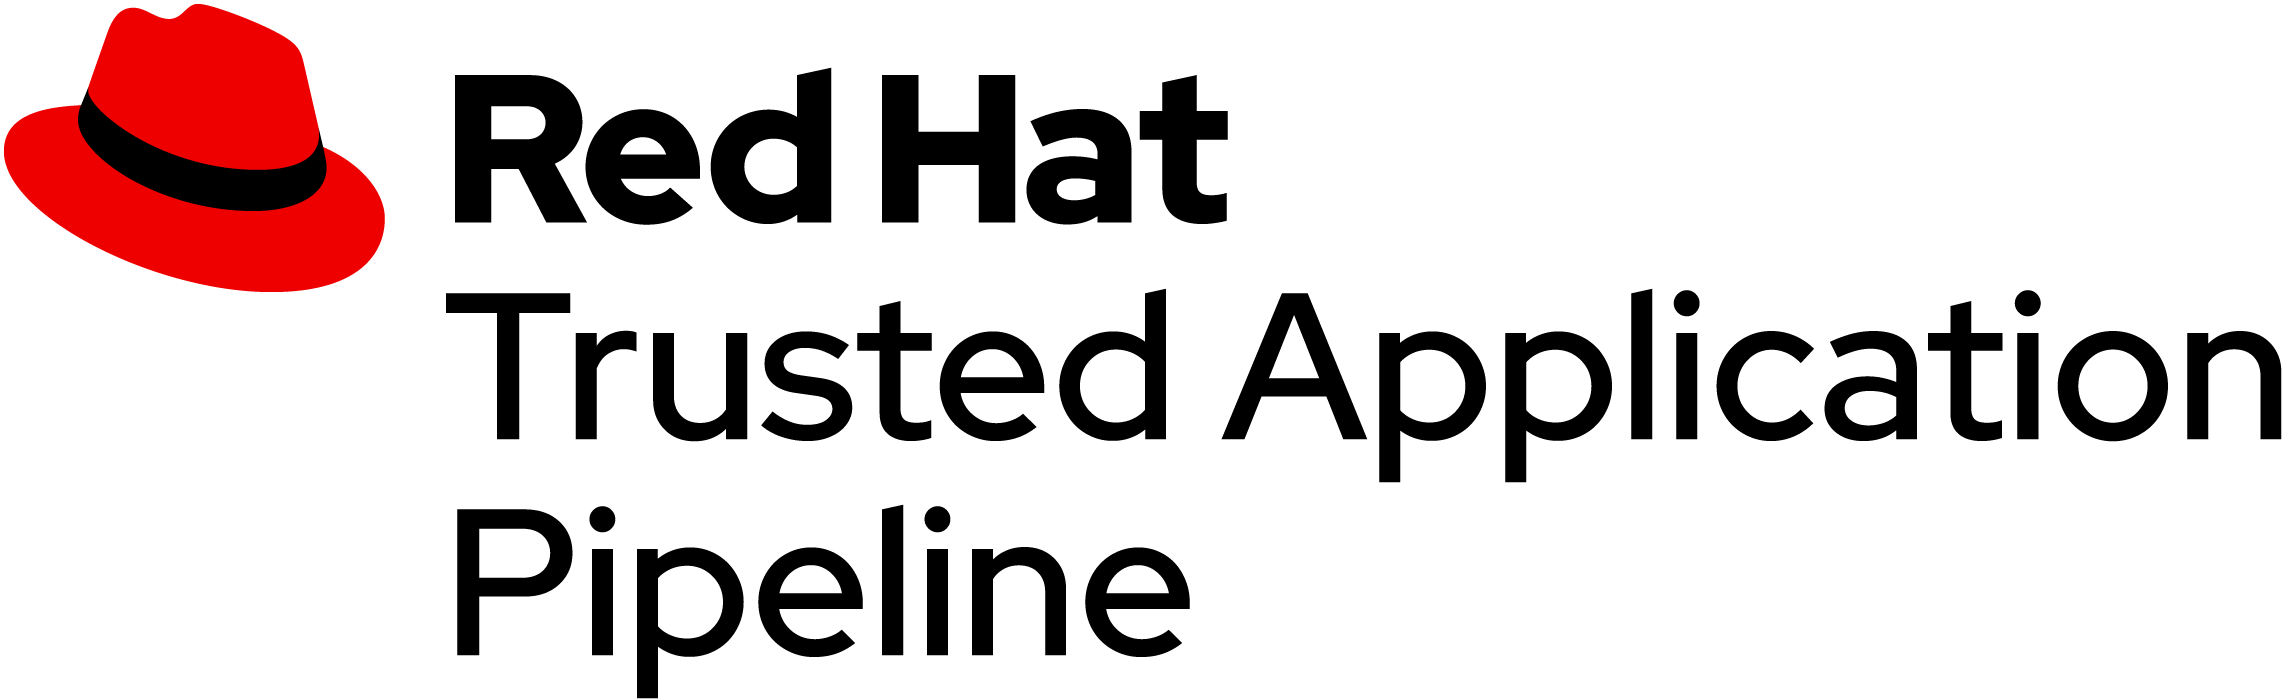 Red Hat
Trusted Application
Pipeline